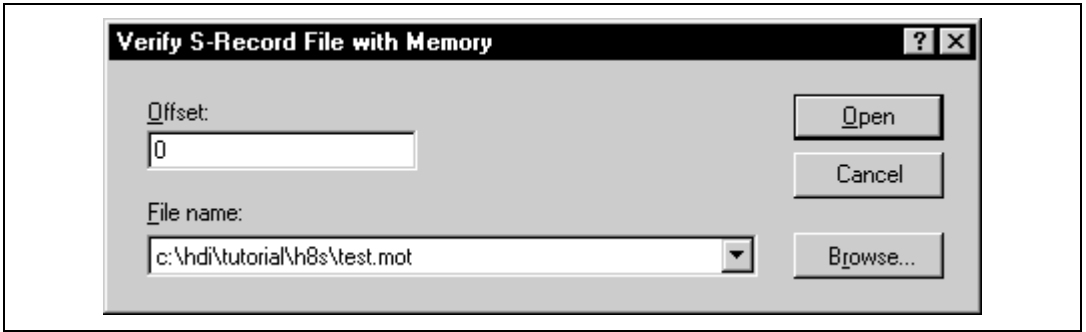 Verify S-Record File with Memory
Offset:
0
Open
Cancel
File name:
c:\hdi\tutorial\h8s\test.mot
Browse...